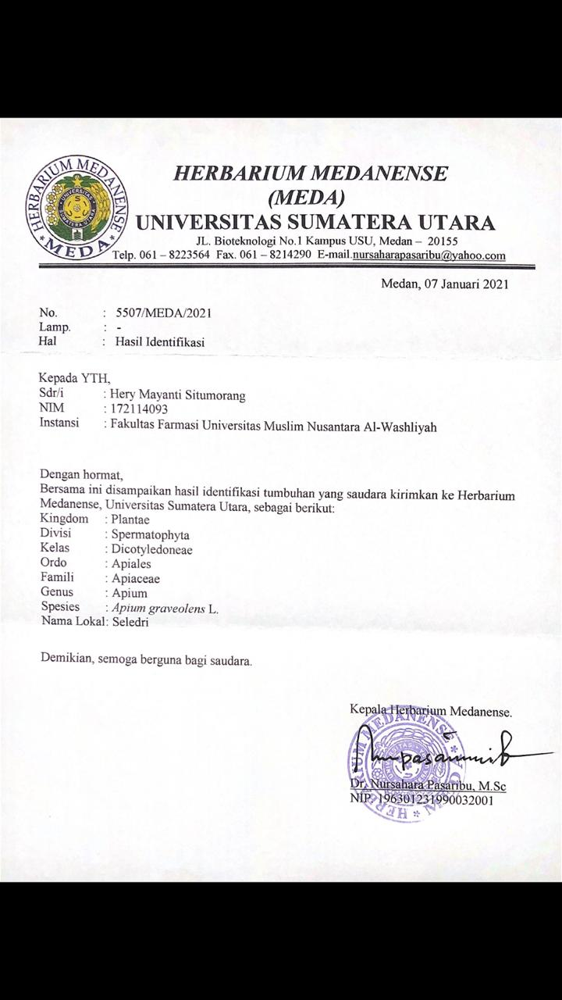 HERBARIUM MEDANENSE
(MEDA)
UNIVERSITAS SUMATERA UTARA
JL. Bioteknologi No.1 Kampus USU, Medan – 20155
Telp. 061 – 8223564 Fax. 061 – 8214290 E-mail.nursaharapasaribu@yahoo.com
HERBARIUM MEDANENSE
* MEDA *
UNIVERSITAS
SUMATERA UTARA
Medan, 07 Januari 2021
No. : 5507/MEDA/2021
Lamp. : -
Hal : Hasil Identifikasi
Kepada YTH,
Sdr/i : Hery Mayanti Situmorang
NIM : 172114093
Instansi : Fakultas Farmasi Universitas Muslim Nusantara Al-Washliyah
Dengan hormat,
Bersama ini disampaikan hasil identifikasi tumbuhan yang saudara kirimkan ke Herbarium
Medanense, Universitas Sumatera Utara, sebagai berikut:
Kingdom : Plantae
Divisi : Spermatophyta
Kelas : Dicotyledoneae
Ordo : Apiales
Famili : Apiaceae
Genus : Apium
Spesies : Apium graveolens L.
Nama Lokal: Seledri
Demikian, semoga berguna bagi saudara.
Kepala Herbarium Medanense.
Dr. Nursahara Pasaribu, M.Sc
NIP. 196301231990032001
HERBARIUM MEDANENSE